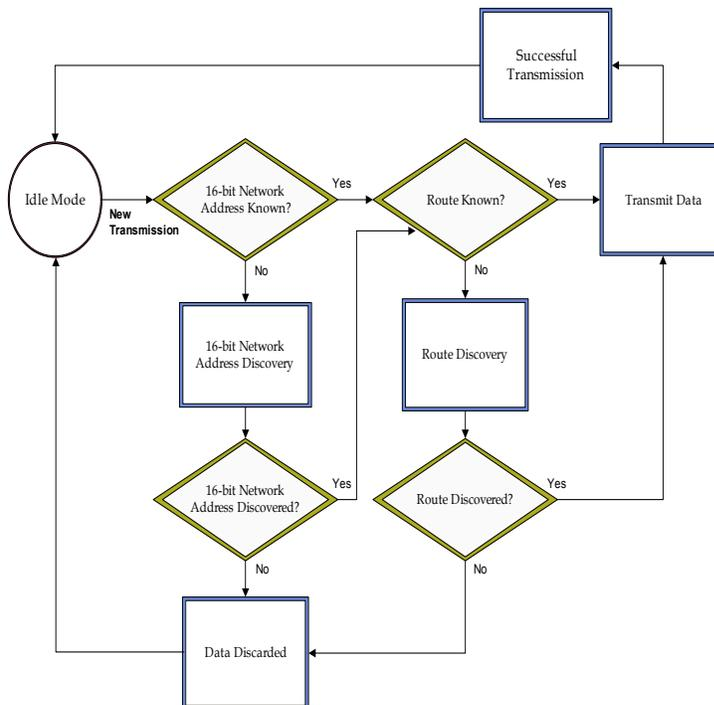 Successful
Transmission
Idle Mode
New
Transmission
16-bit Network
Address Known?
Yes
Route Known?
Yes
Transmit Data
No
No
16-bit Network
Address Discovery
Route Discovery
16-bit Network
Address Discovered?
Yes
Route Discovered?
Yes
No
No
Data Discarded